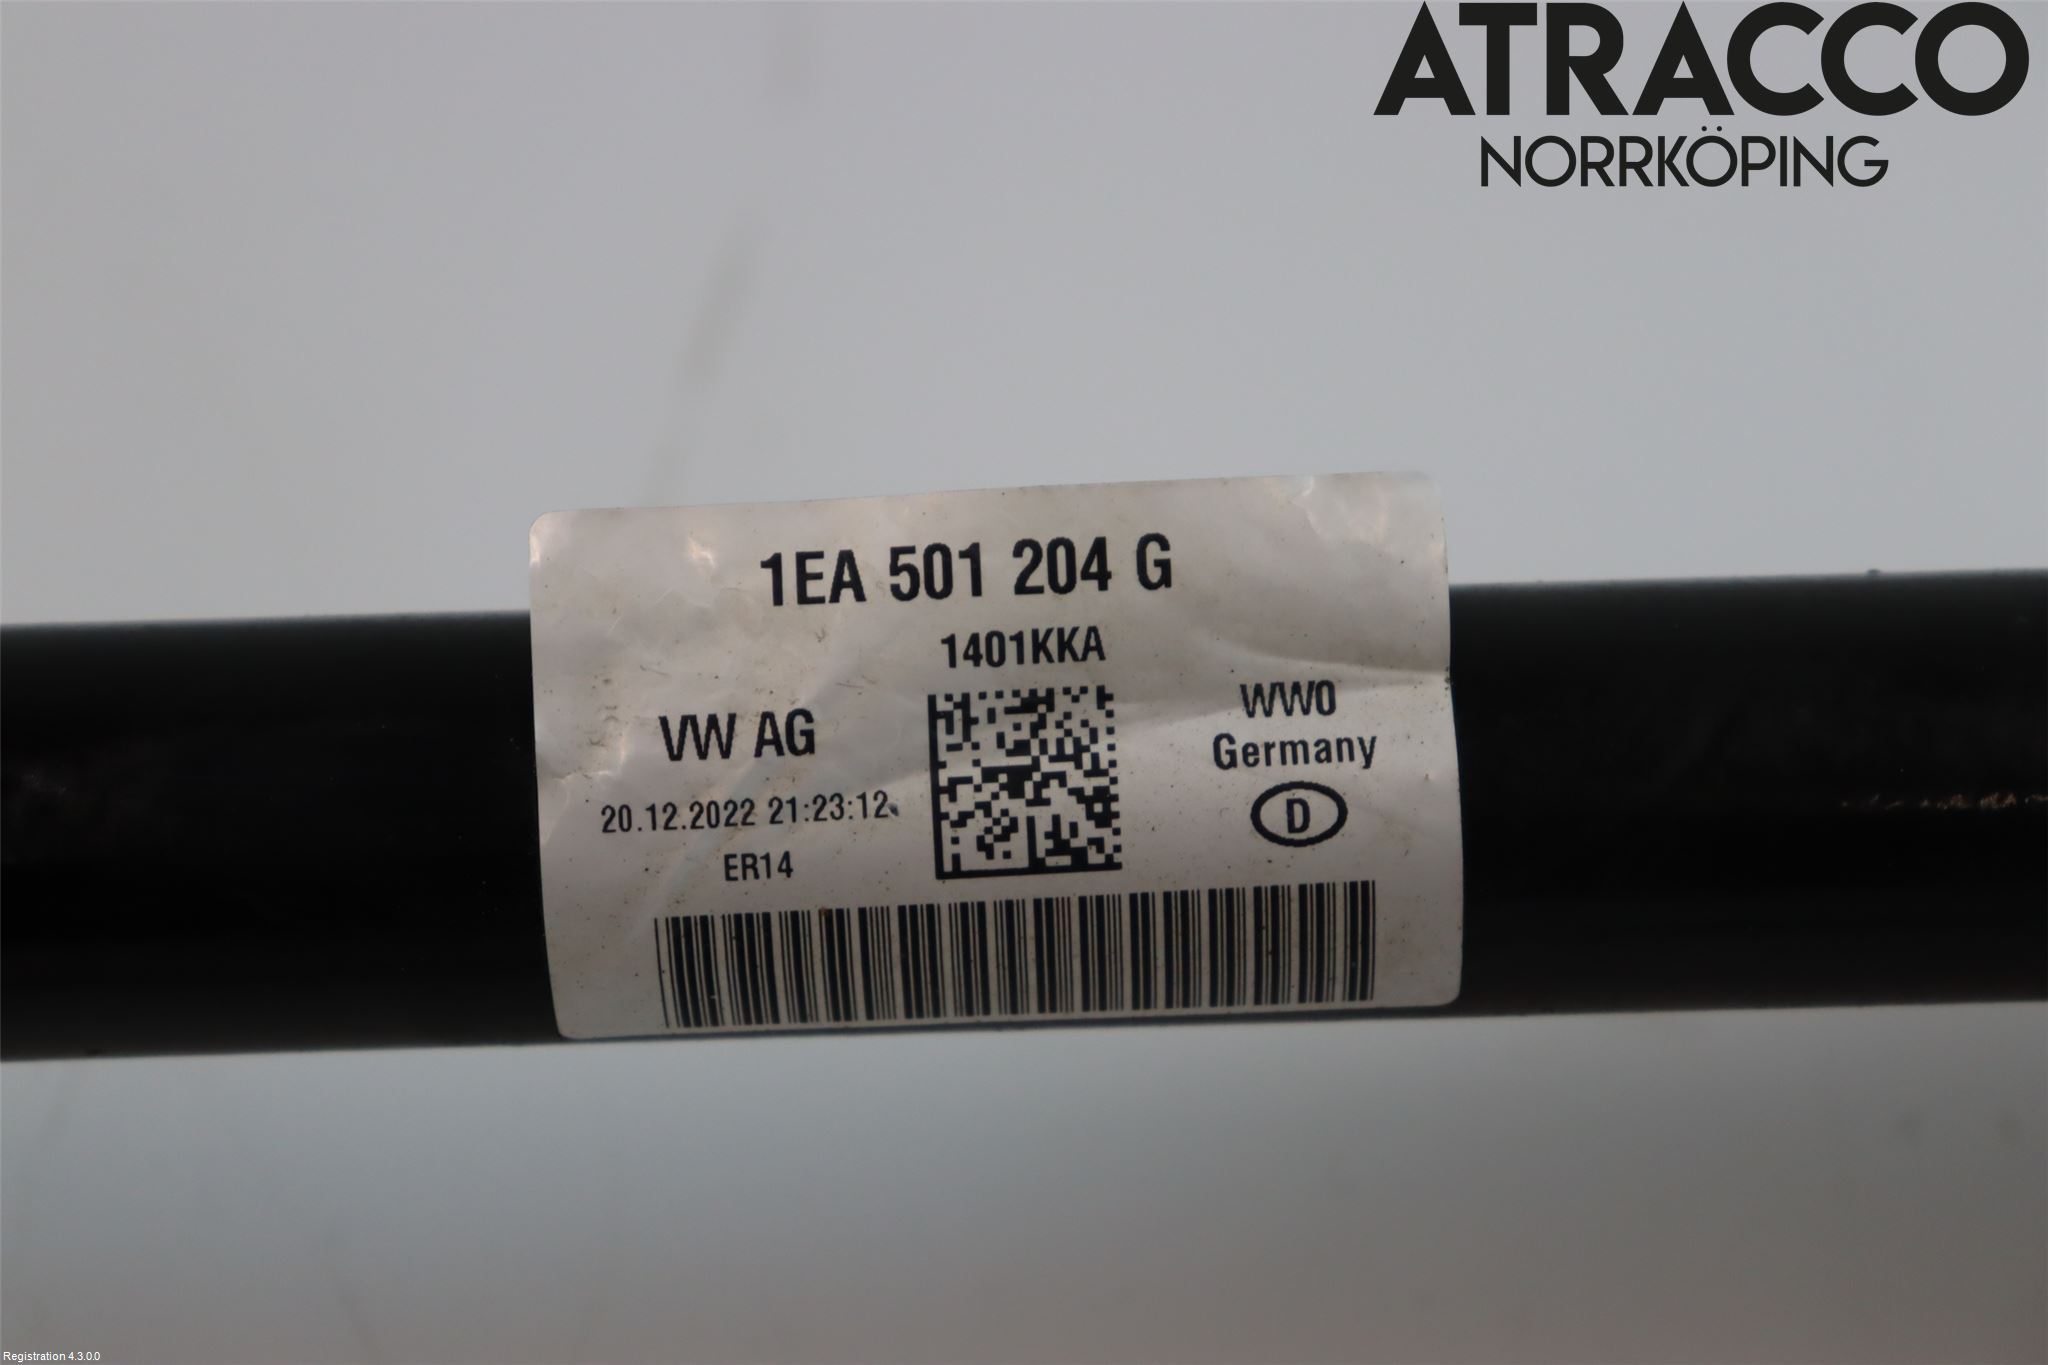 ATRACCO
NORRKÖPING
1EA 501 204 G
1401KKA
VW AG
WW0
Germany
20.12.2022 21:23:12
D
ER14
Registration 4.3.0.0